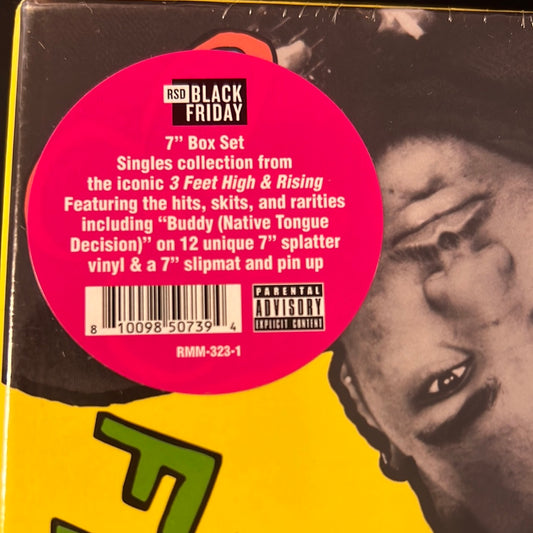 RSD BLACK
FRIDAY
7" Box Set
Singles collection from
the iconic 3 Feet High & Rising
Featuring the hits, skits, and rarities
including “Buddy (Native Tongue
Decision)” on 12 unique 7” splatter
vinyl & a 7” slipmat and pin up
PARENTAL
ADVISORY
EXPLICIT CONTENT
8 10098 50739 4
RMM-323-1
F